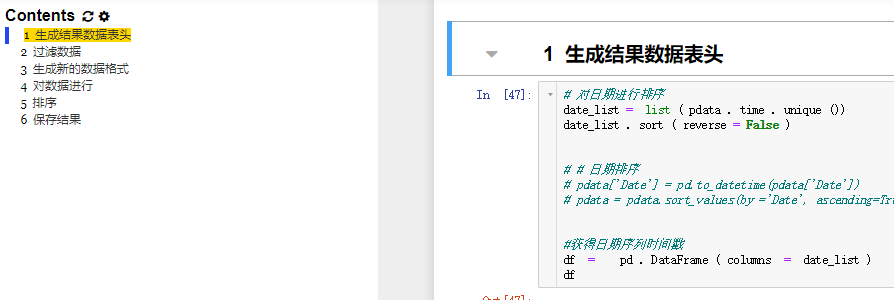 Contents
1 生成结果数据表头
2 过滤数据
3 生成新的数据格式
4 对数据进行
5 排序
6 保存结果
1 生成结果数据表头
In [47]:
# 对日期进行排序
date_list = list ( pdata . time . unique ())
date_list . sort ( reverse = False )
# # 日期排序
# pdata['Date'] = pd.to_datetime(pdata['Date'])
# pdata = pdata.sort_values(by ='Date', ascending=Tr
#获得日期序列时间戳
df = pd . DataFrame ( columns = date_list )
df
Out[47]: